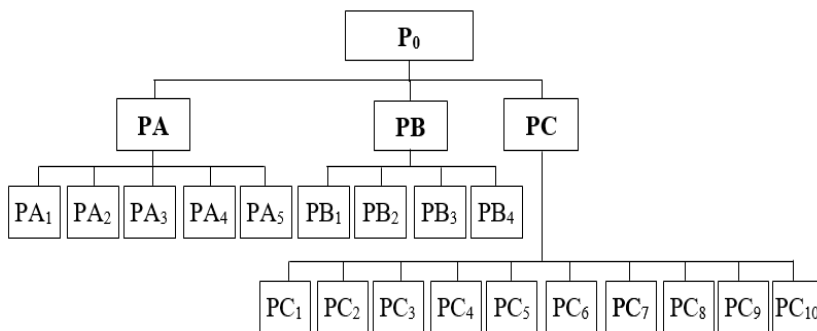 P₀
PA PB PC
PA₁ PA₂ PA₃ PA₄ PA₅ PB₁ PB₂ PB₃ PB₄
PC₁ PC₂ PC₃ PC₄ PC₅ PC₆ PC₇ PC₈ PC₉ PC₁₀